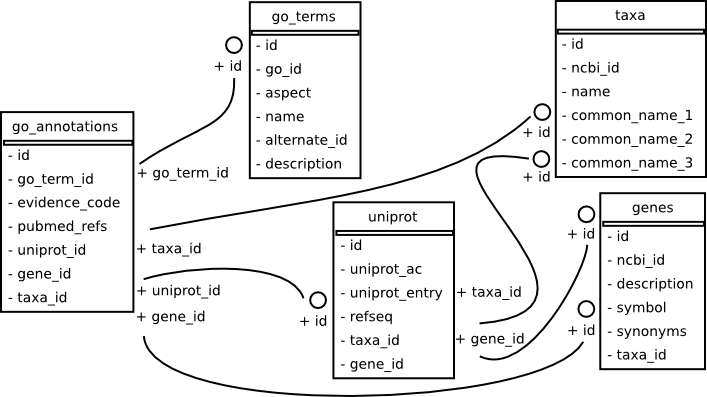 go_terms
- id
- go_id
- aspect
- name
- alternate_id
- description
+ id
taxa
- id
- ncbi_id
- name
- common_name_1
- common_name_2
- common_name_3
+ id
+ id
go_annotations
- id
- go_term_id
- evidence_code
- pubmed_refs
- uniprot_id
- gene_id
- taxa_id
+ go_term_id
+ taxa_id
+ uniprot_id
+ gene_id
uniprot
- id
- uniprot_ac
- uniprot_entry
- refseq
- taxa_id
- gene_id
+ id
+ taxa_id
+ gene_id
genes
- id
- ncbi_id
- description
- symbol
- synonyms
- taxa_id
+ id
+ id